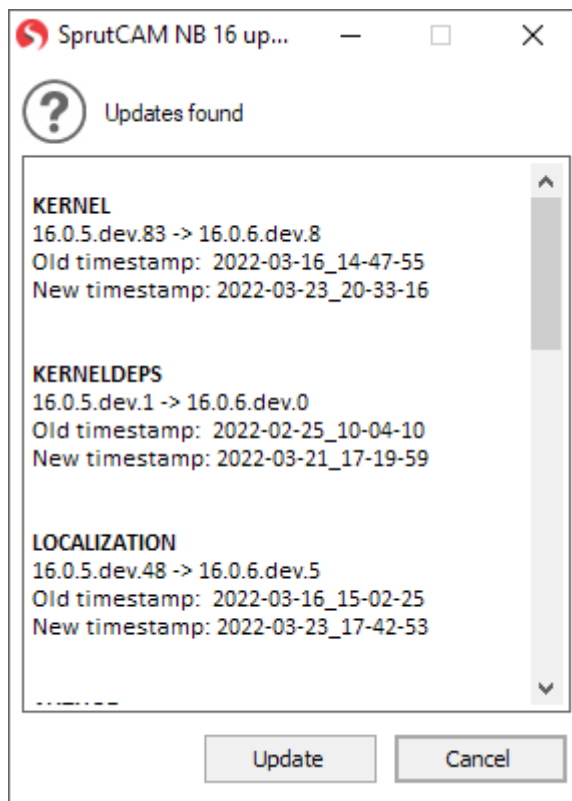 SprutCAM NB 16 up...
Updates found
KERNEL
16.0.5.dev.83 -> 16.0.6.dev.8
Old timestamp: 2022-03-16_14-47-55
New timestamp: 2022-03-23_20-33-16
KERNELDEPS
16.0.5.dev.1 -> 16.0.6.dev.0
Old timestamp: 2022-02-25_10-04-10
New timestamp: 2022-03-21_17-19-59
LOCALIZATION
16.0.5.dev.48 -> 16.0.6.dev.5
Old timestamp: 2022-03-16_15-02-25
New timestamp: 2022-03-23_17-42-53
Update
Cancel